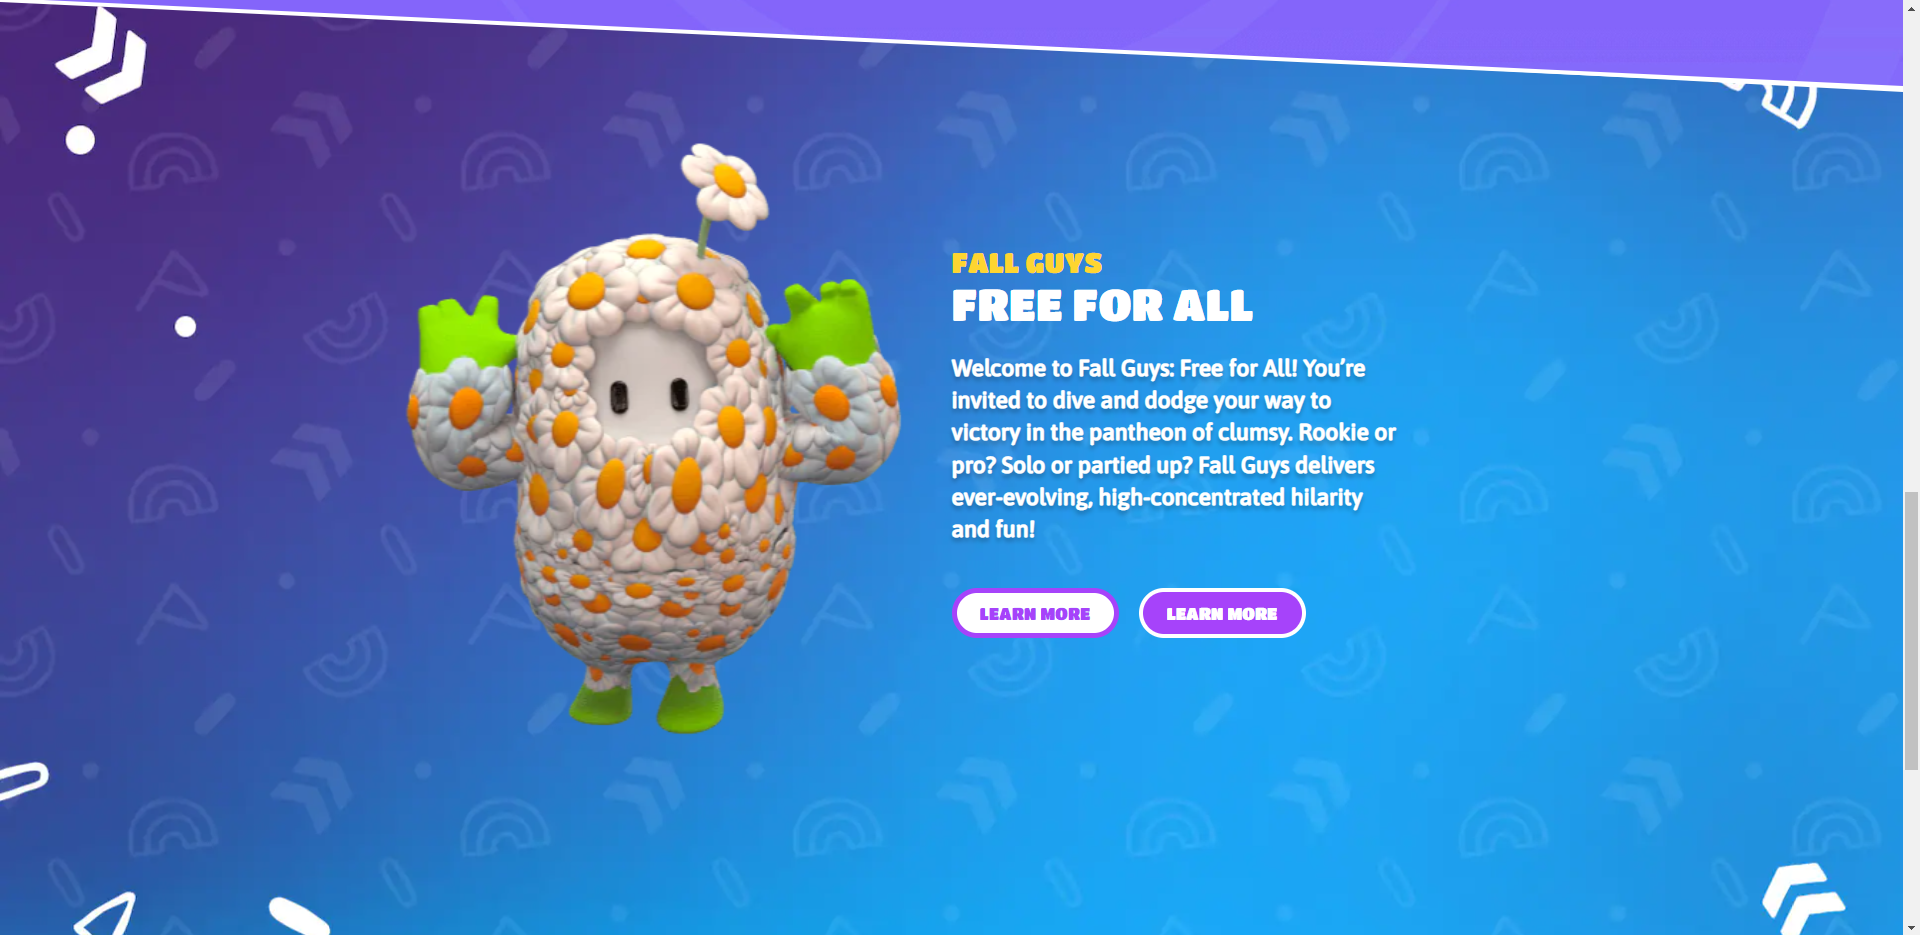 FALL GUYS
FREE FOR ALL
Welcome to Fall Guys: Free for All! You’re
invited to dive and dodge your way to
victory in the pantheon of clumsy. Rookie or
pro? Solo or partied up? Fall Guys delivers
ever-evolving, high-concentrated hilarity
and fun!
LEARN MORE
LEARN MORE